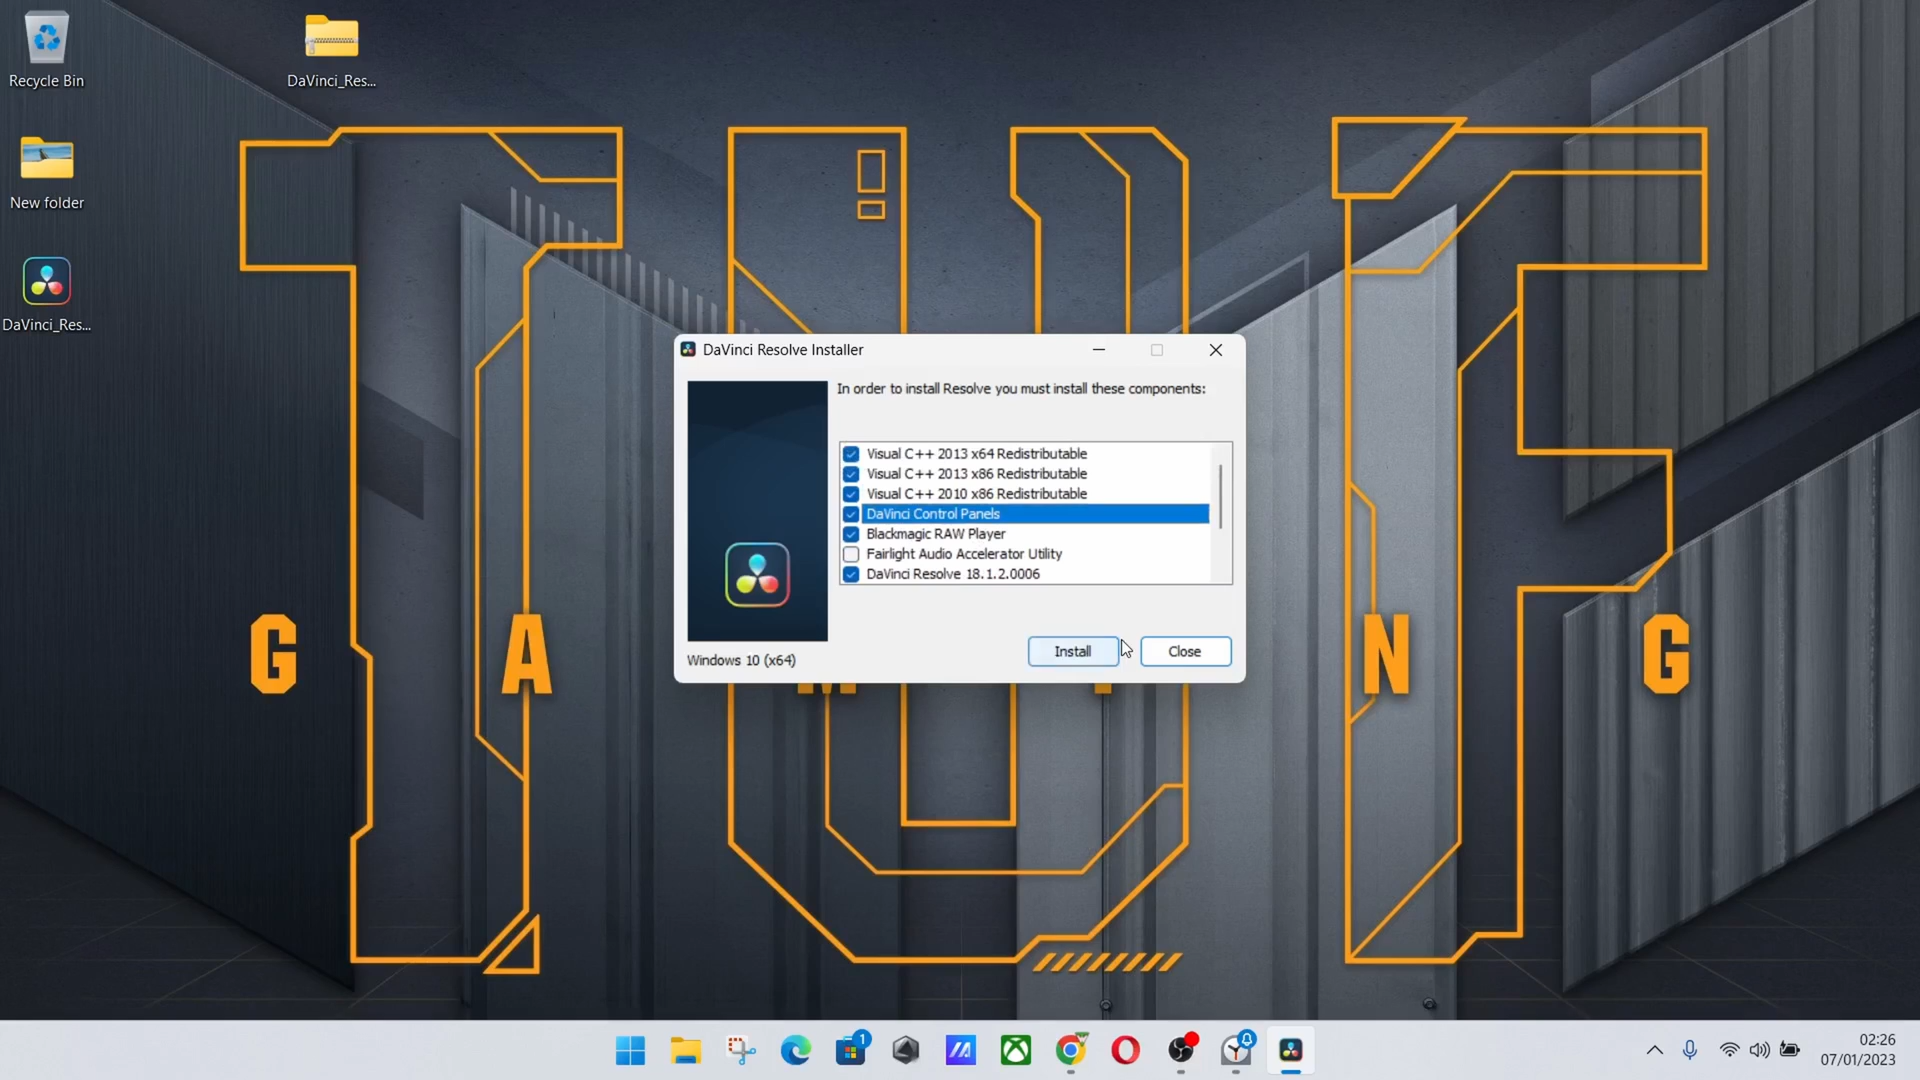 Recycle Bin
DaVinci_Res...
New folder
DaVinci_Res...
DaVinci Resolve Installer
In order to install Resolve you must install these components:
Visual C++ 2013 x64 Redistributable
Visual C++ 2013 x86 Redistributable
Visual C++ 2010 x86 Redistributable
DaVinci Control Panels
Blackmagic RAW Player
Fairlight Audio Accelerator Utility
DaVinci Resolve 18.1.2.0006
Windows 10 (x64)
Install
Close
TUF
G A M I N G
1
02:26
07/01/2023